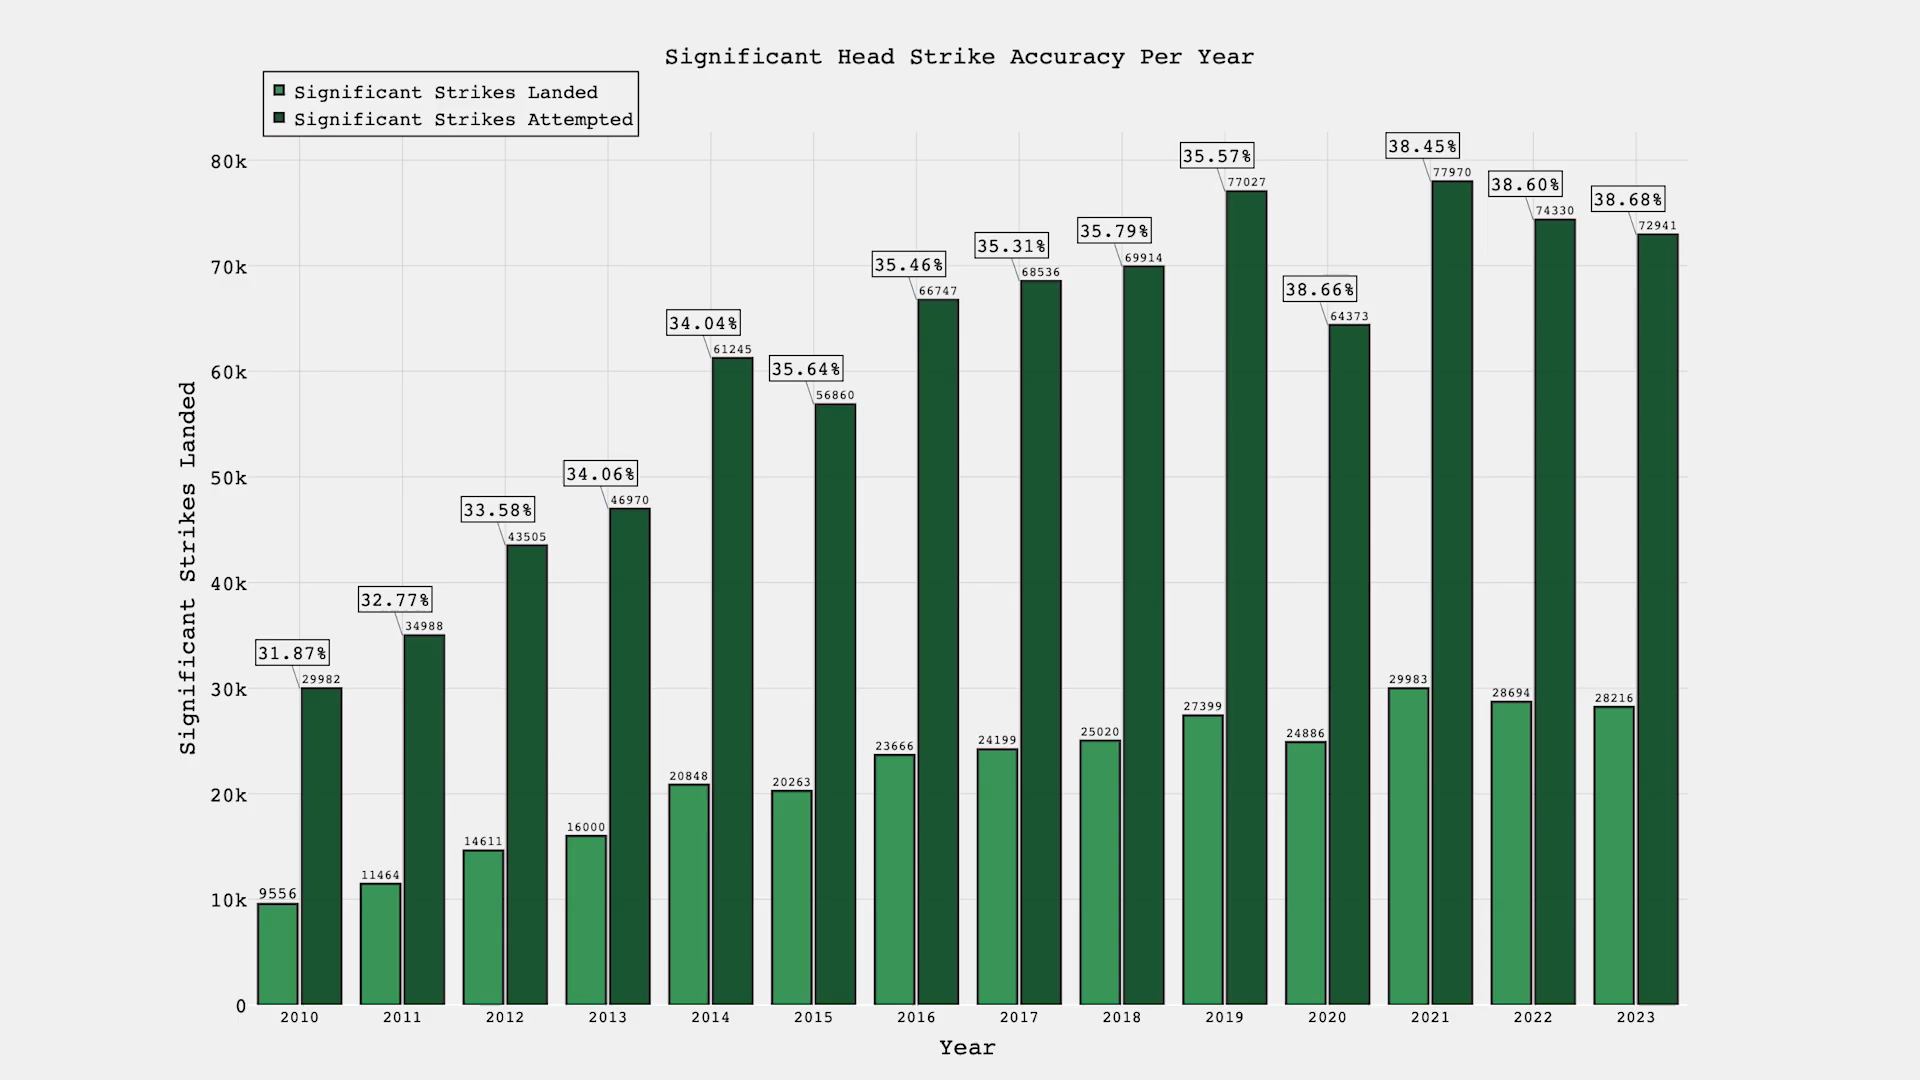 Significant Head Strike Accuracy Per Year
Significant Strikes Landed
Significant Strikes Attempted
Significant Strikes Landed
80k
70k
60k
50k
40k
30k
20k
10k
0
31.87%
32.77%
33.58%
34.06%
34.04%
35.64%
35.46%
35.31%
35.79%
35.57%
38.66%
38.45%
38.60%
38.68%
9556 29982
11464 34988
14611 43505
16000 46970
20848 61245
20263 56860
23666 66747
24199 68536
25020 69914
27399 77027
24886 64373
29983 77970
28694 74330
28216 72941
2010 2011 2012 2013 2014 2015 2016 2017 2018 2019 2020 2021 2022 2023
Year